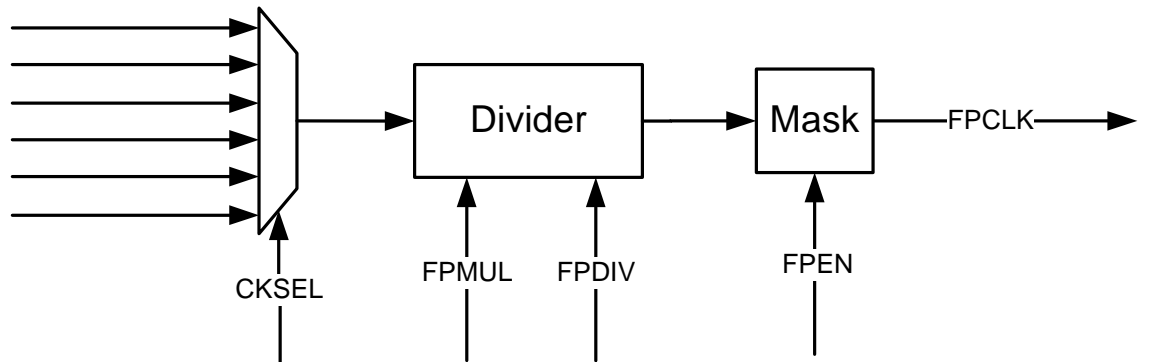 Divider
Mask
FPCLK
CKSEL
FPMUL
FPDIV
FPEN